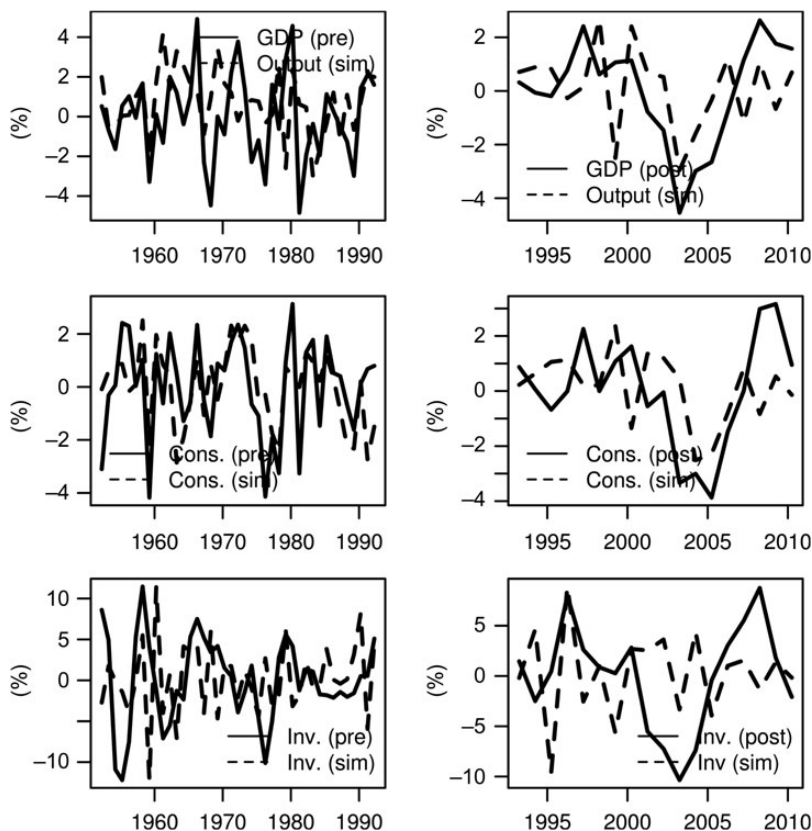 4
2
0
−2
−4
(%)
GDP (pre)
Output (sim)
1960 1970 1980 1990
2
0
−2
−4
(%)
GDP (post)
Output (sim)
1995 2000 2005 2010
2
0
−2
−4
(%)
Cons. (pre)
Cons. (sim)
1960 1970 1980 1990
2
0
−2
−4
(%)
Cons. (post)
Cons. (sim)
1995 2000 2005 2010
10
5
0
−10
(%)
Inv. (pre)
Inv. (sim)
1960 1970 1980 1990
5
0
−5
−10
(%)
Inv. (post)
Inv (sim)
1995 2000 2005 2010